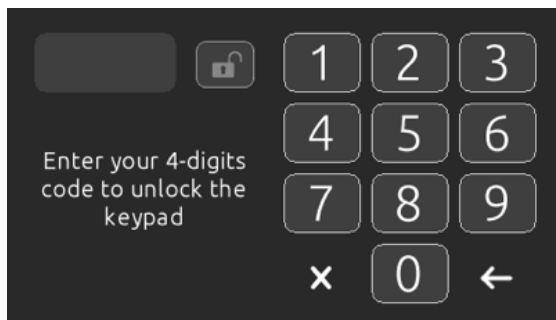 1 2 3
4 5 6
Enter your 4-digits
code to unlock the
keypad
7 8 9
× 0 ←